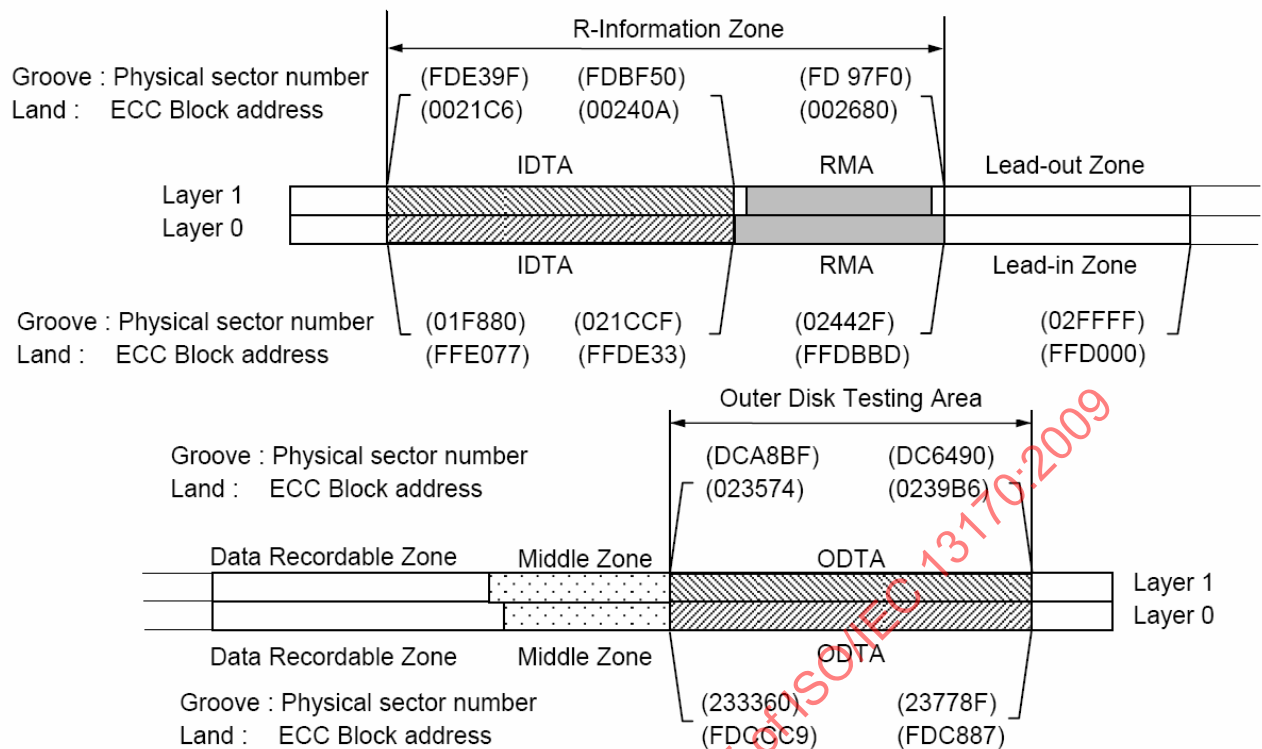 R-Information Zone
Groove : Physical sector number (FDE39F) (FDBF50) (FD 97F0)
Land : ECC Block address (0021C6) (00240A) (002680)
IDTA RMA Lead-out Zone
Layer 1
Layer 0
IDTA RMA Lead-in Zone
Groove : Physical sector number (01F880) (021CCF) (02442F) (02FFFF)
Land : ECC Block address (FFE077) (FFDE33) (FFDBBD) (FFD000)
Outer Disk Testing Area
Groove : Physical sector number (DCA8BF) (DC6490)
Land : ECC Block address (023574) (0239B6)
Data Recordable Zone Middle Zone ODTA
Layer 1
Layer 0
Data Recordable Zone Middle Zone ODTA
Groove : Physical sector number (233360) (23778F)
Land : ECC Block address (FDCCC9) (FDC887)
of ISO/IEC 13170:2009